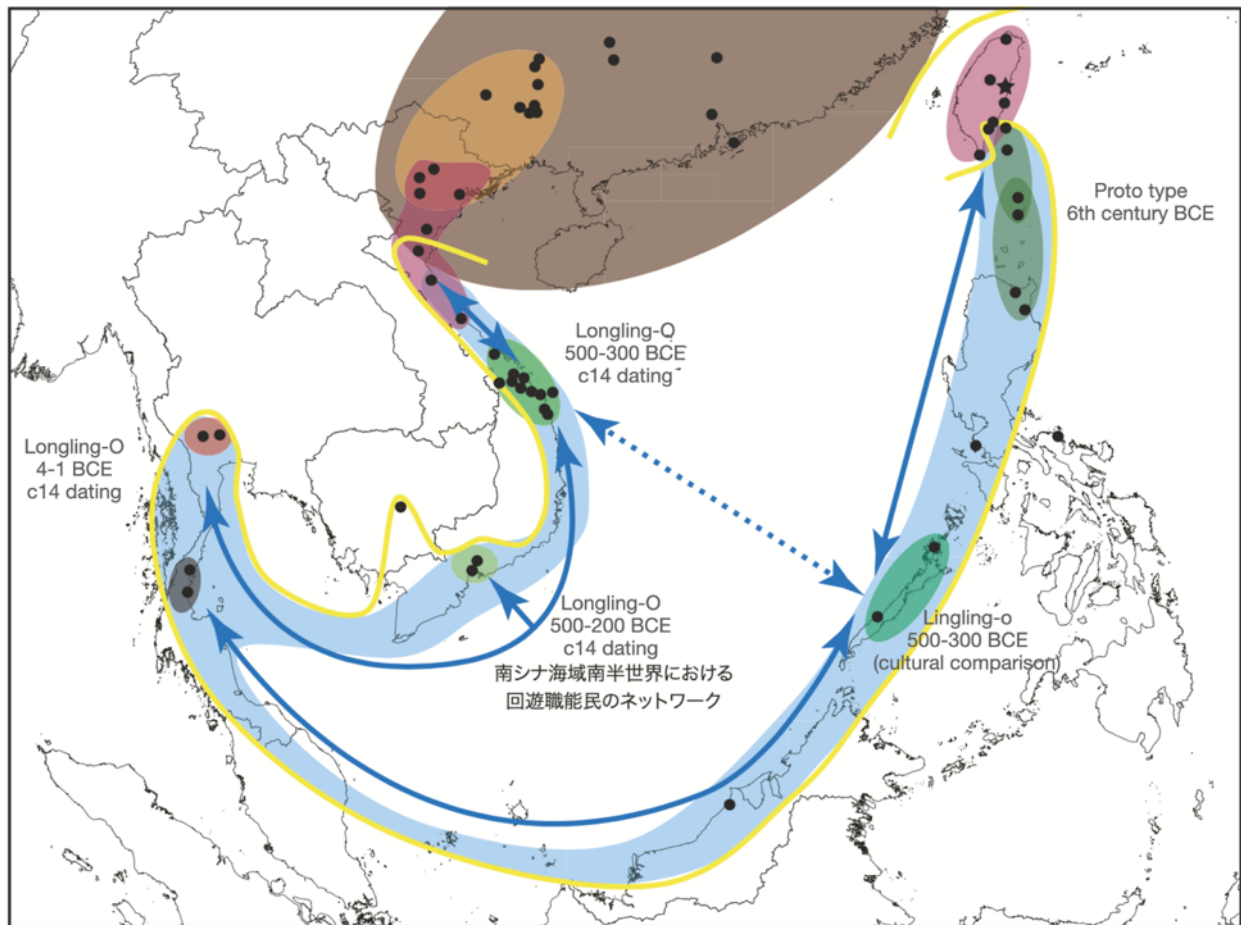 Proto type
6th century BCE
Longling-Q
500-300 BCE
c14 dating
Longling-O
4-1 BCE
c14 dating
Longling-O
500-200 BCE
c14 dating
南シナ海域南半世界における
回遊職能民のネットワーク
Lingling-o
500-300 BCE
(cultural comparison)